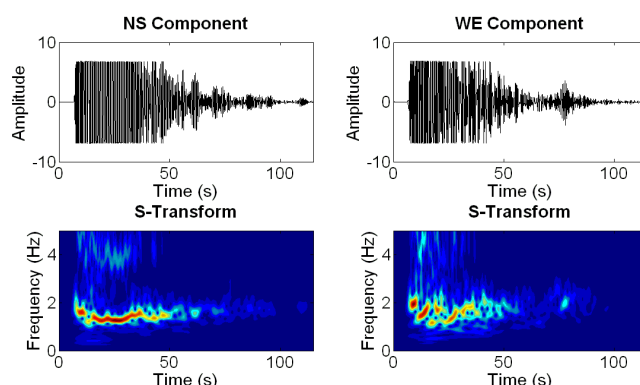 NS Component
WE Component
10
0
-10
Amplitude
0
50
100
Time (s)
10
0
-10
Amplitude
0
50
100
Time (s)
S-Transform
S-Transform
4
2
0
Frequency (Hz)
0
50
100
Time (s)
4
2
0
Frequency (Hz)
0
50
100
Time (s)